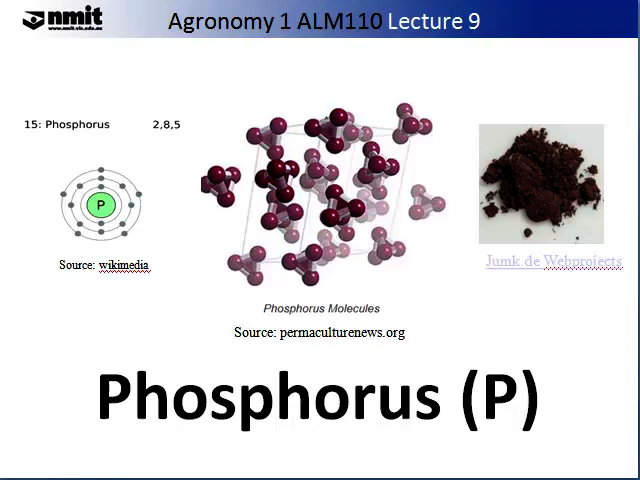 nmit
www.nmit.vic.edu.au
Agronomy 1 ALM110 Lecture 9
15: Phosphorus 2,8,5
P
Source: wikimedia
Jumk.de Webprojects
Phosphorus Molecules
Source: permaculturenews.org
Phosphorus (P)